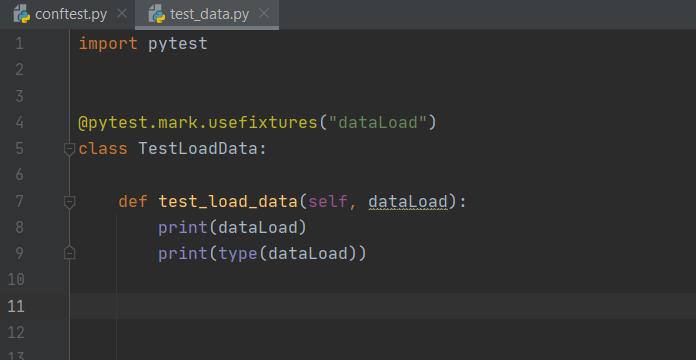 conftest.py test_data.py
1 import pytest
2
3
4 @pytest.mark.usefixtures("dataLoad")
5 class TestLoadData:
6
7 def test_load_data(self, dataLoad):
8 print(dataLoad)
9 print(type(dataLoad))
10
11
12
13